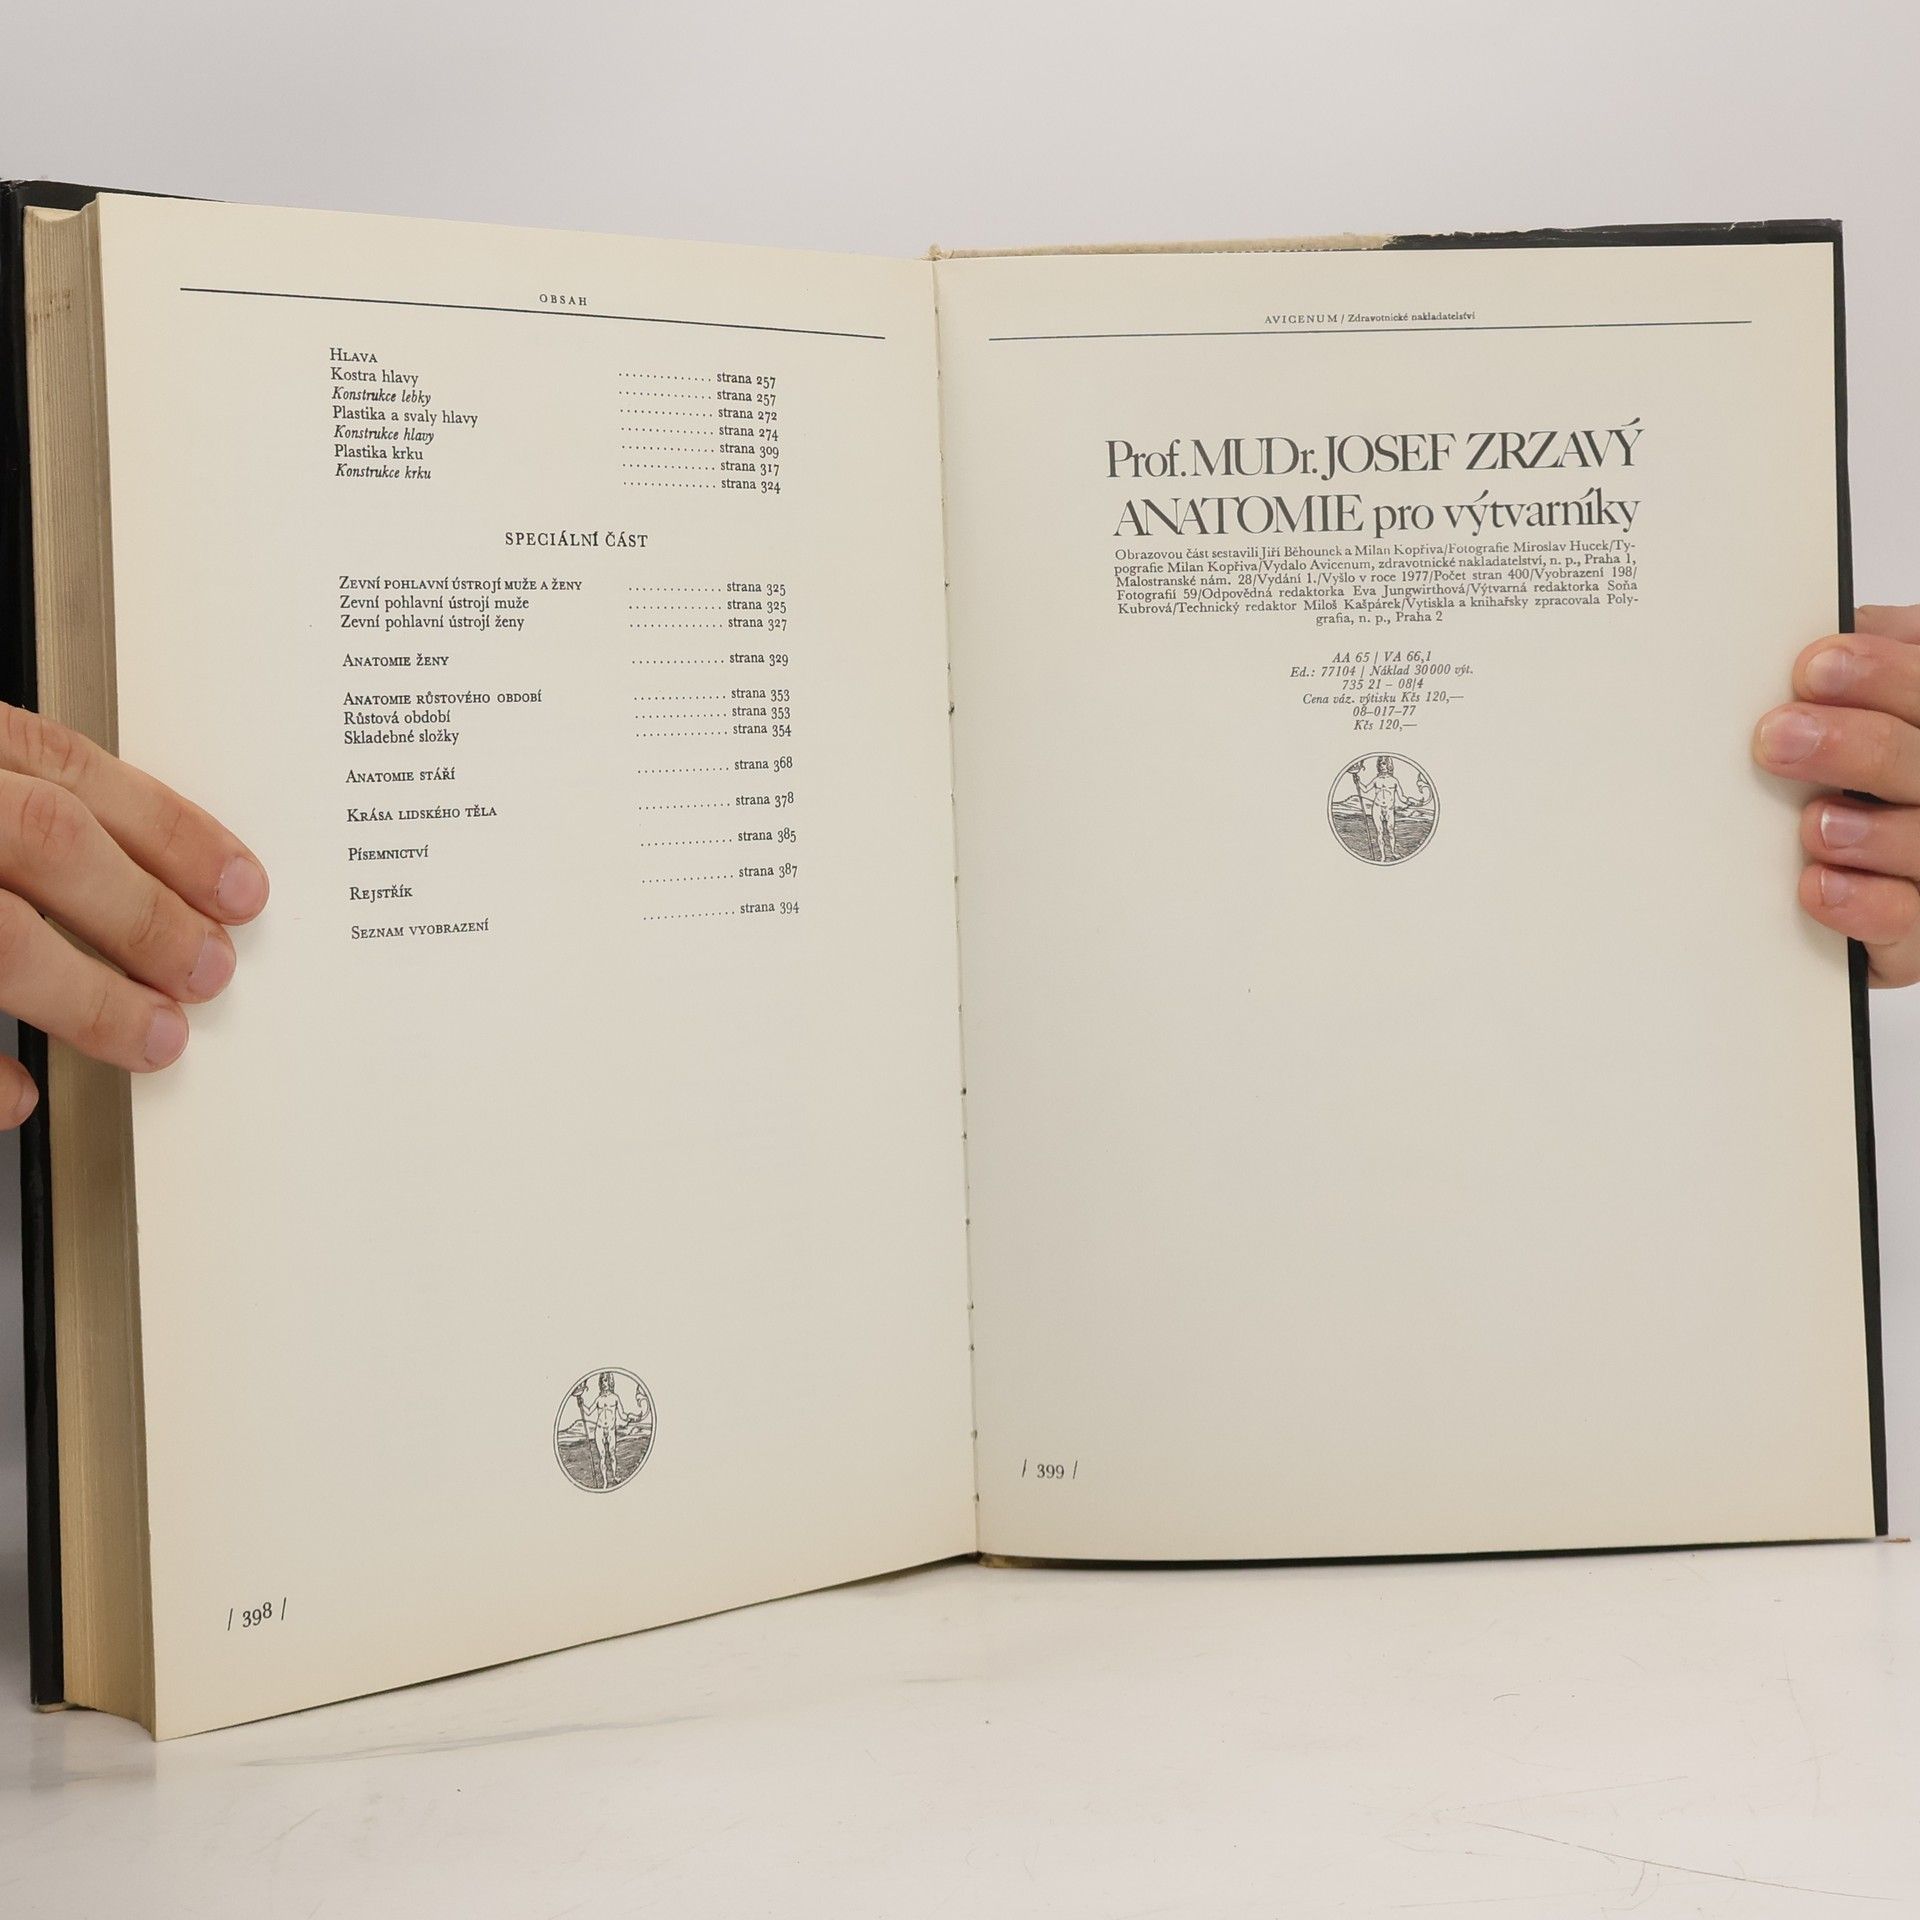 OBSAH
HLAVA .............. strana 257
Kostra hlavy .............. strana 257
Konstrukce lebky .............. strana 272
Plastika a svaly hlavy .............. strana 274
Konstrukce hlavy .............. strana 309
Plastika krku .............. strana 317
Konstrukce krku .............. strana 324
SPECIÁLNÍ ČÁST
ZEVNÍ POHLAVNÍ ÚSTROJÍ MUŽE A ŽENY .............. strana 325
Zevní pohlavní ústrojí muže .............. strana 325
Zevní pohlavní ústrojí ženy .............. strana 327
ANATOMIE ŽENY .............. strana 329
ANATOMIE RŮSTOVÉHO OBDOBÍ .............. strana 353
Růstová období .............. strana 353
Skladebné složky .............. strana 354
ANATOMIE STÁŘÍ .............. strana 368
KRÁSA LIDSKÉHO TĚLA .............. strana 378
PÍSEMNICTVÍ .............. strana 385
REJSTŘÍK .............. strana 387
SEZNAM VYOBRAZENÍ .............. strana 394
/ 398 /
AVICENUM / Zdravotnické nakladatelství
Prof. MUDr. JOSEF ZRZAVÝ
ANATOMIE pro výtvarníky
Obrazovou část sestavili Jiří Běhounek a Milan Kopřiva/Fotografie Miroslav Hucek/Ty-
pografie Milan Kopřiva/Vydalo Avicenum, zdravotnické nakladatelství, n. p., Praha 1,
Malostranské nám. 28/Vydání 1./Vyšlo v roce 1977/Počet stran 400/Vyobrazení 198/
Fotografií 59/Odpovědná redaktorka Eva Jungwirthová/Výtvarná redaktorka Soňa
Kubrová/Technický redaktor Miloš Kašpárek/Vytiskla a knihařsky zpracovala Poly-
grafia, n. p., Praha 2
AA 65 / VA 66,1
Ed.: 77104 / Náklad 30 000 výt.
735 21 – 08/4
Cena váz. výtisku Kčs 120,—
08–017–77
Kčs 120,—
/ 399 /